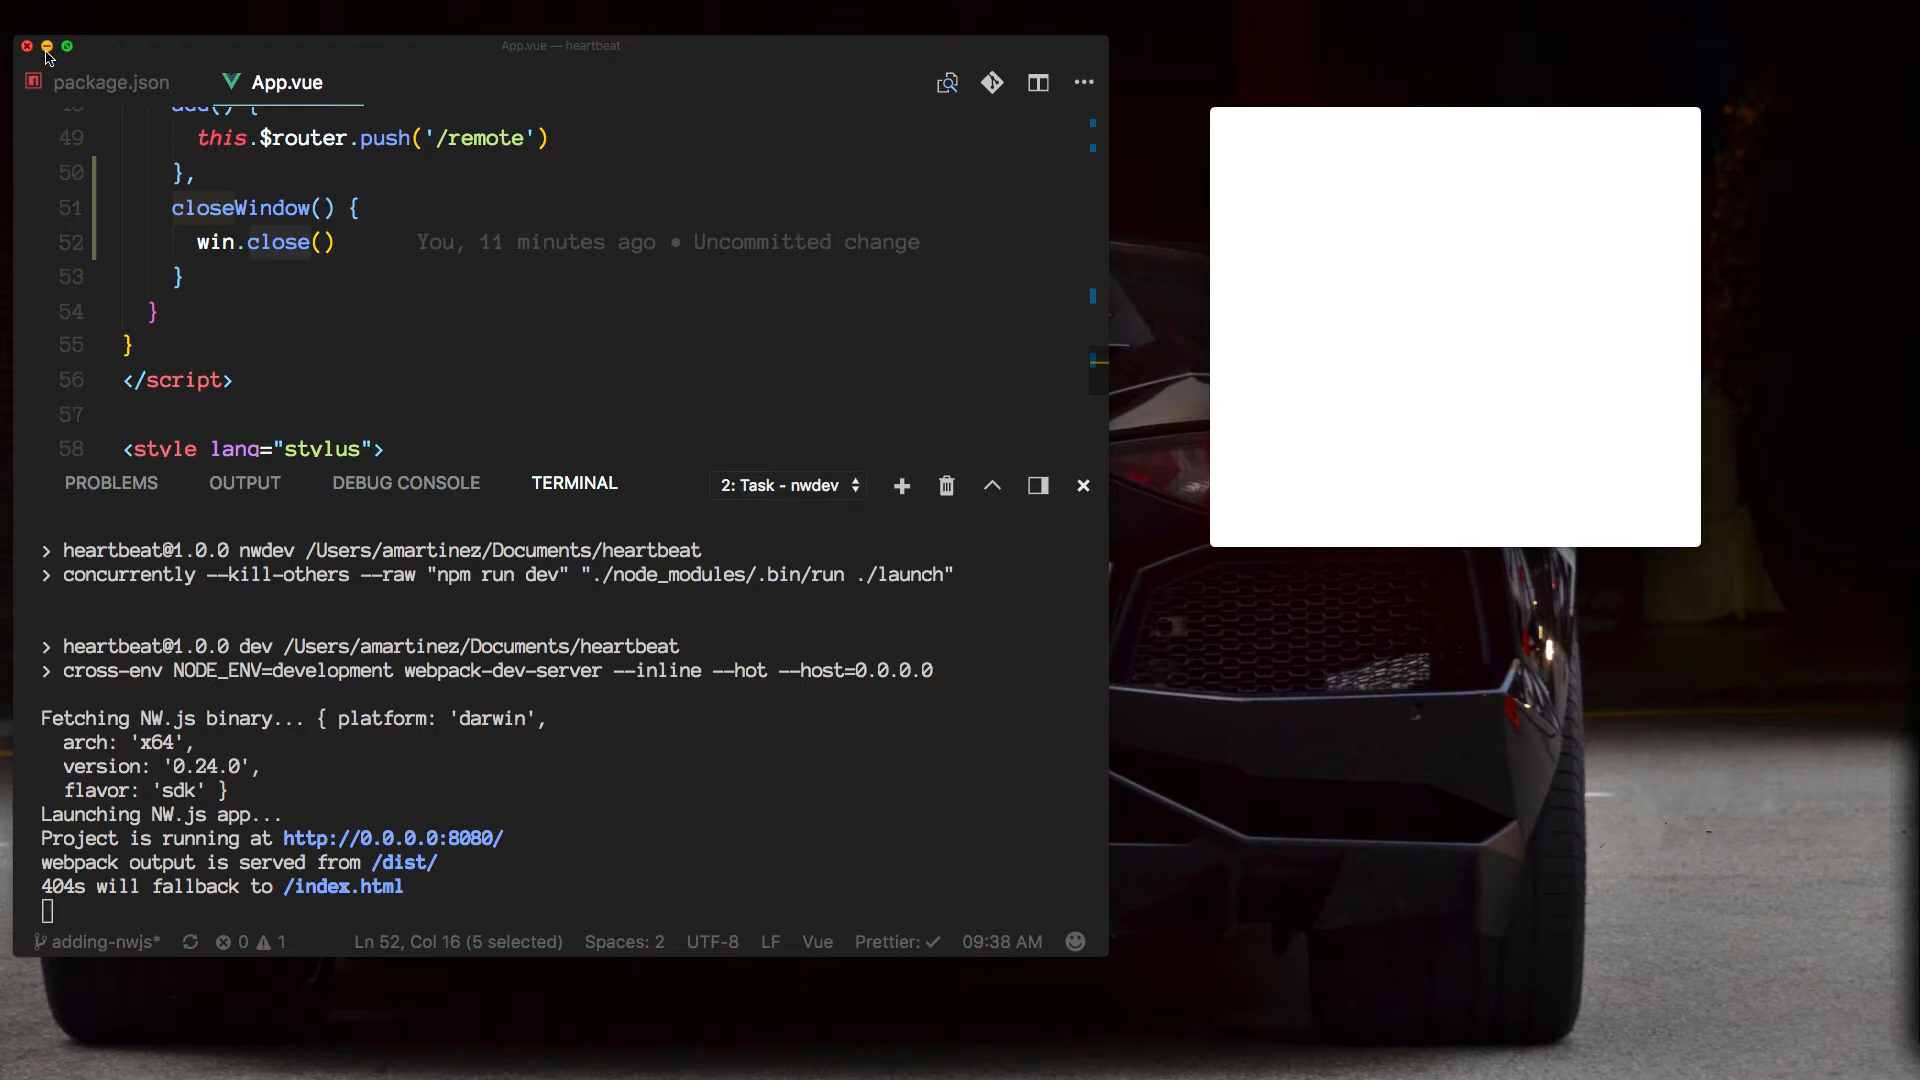 App.vue — heartbeat
package.json
App.vue
48 add() {
49 this.$router.push('/remote')
50 },
51 closeWindow() {
52 win.close() You, 11 minutes ago • Uncommitted change
53 }
54 }
55 }
56 </script>
57
58 <style lang="stylus">
PROBLEMS OUTPUT DEBUG CONSOLE TERMINAL 2: Task - nwdev
> heartbeat@1.0.0 nwdev /Users/amartinez/Documents/heartbeat
> concurrently --kill-others --raw "npm run dev" "./node_modules/.bin/run ./launch"
> heartbeat@1.0.0 dev /Users/amartinez/Documents/heartbeat
> cross-env NODE_ENV=development webpack-dev-server --inline --hot --host=0.0.0.0
Fetching NW.js binary... { platform: 'darwin',
arch: 'x64',
version: '0.24.0',
flavor: 'sdk' }
Launching NW.js app...
Project is running at http://0.0.0.0:8080/
webpack output is served from /dist/
404s will fallback to /index.html
adding-nwjs* 0 1 Ln 52, Col 16 (5 selected) Spaces: 2 UTF-8 LF Vue Prettier: ✓ 09:38 AM